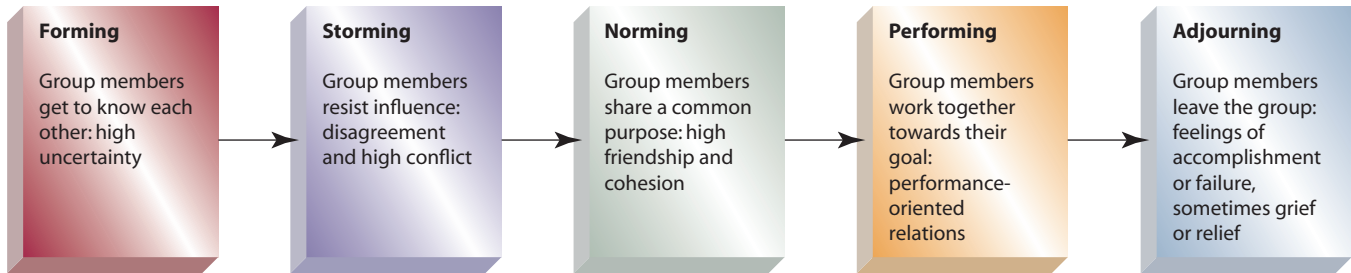 Forming
Group members
get to know each
other: high
uncertainty
Storming
Group members
resist influence:
disagreement
and high conflict
Norming
Group members
share a common
purpose: high
friendship and
cohesion
Performing
Group members
work together
towards their
goal:
performance-
oriented
relations
Adjourning
Group members
leave the group:
feelings of
accomplishment
or failure,
sometimes grief
or relief